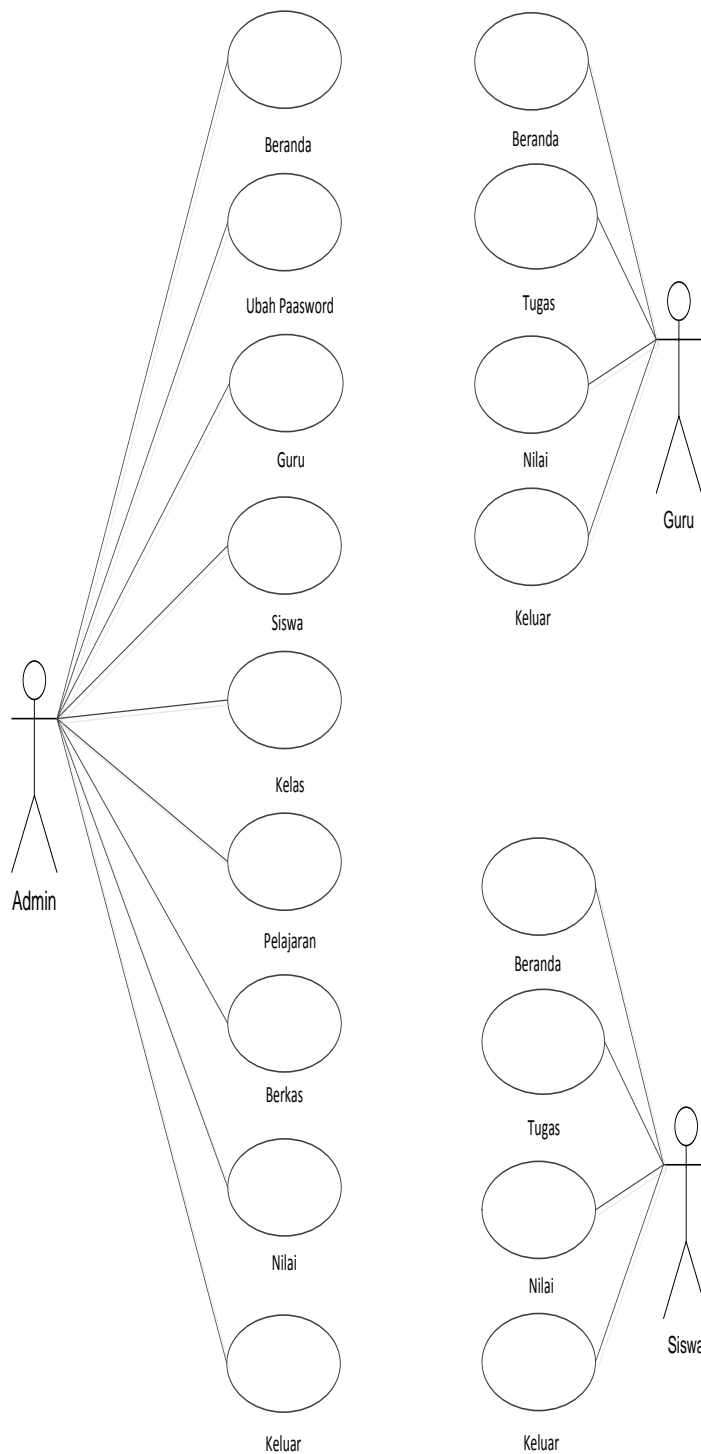 Beranda
Ubah Paasword
Guru
Siswa
Kelas
Pelajaran
Berkas
Nilai
Keluar
Admin
Beranda
Tugas
Nilai
Keluar
Guru
Beranda
Tugas
Nilai
Keluar
Siswa